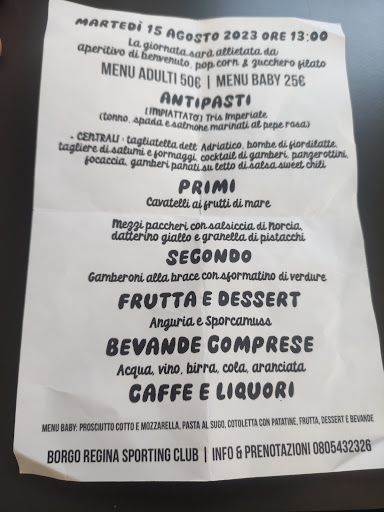 MARTEDÌ 15 AGOSTO 2023 ORE 13:00
La giornata sarà allietata da
aperitivo di benvenuto, pop corn & zucchero filato
MENU ADULTI 50€ | MENU BABY 25€
ANTIPASTI
(IMPIATTATO) Tris Imperiale
(tonno, spada e salmone marinati al pepe rosa)
- CENTRALI: tagliatella dell' Adriatico, bombe di fiordilatte,
tagliere di salumi e formaggi, cocktail di gamberi, panzerottini,
focaccia, gamberi panati su letto di salsa sweet chili
PRIMI
Cavatelli ai frutti di mare
Mezzi paccheri con salsiccia di Norcia,
datterino giallo e granella di pistacchi
SECONDO
Gamberoni alla brace con sformatino di verdure
FRUTTA E DESSERT
Anguria e Sporcamuss
BEVANDE COMPRESE
Acqua, vino, birra, cola, aranciata
CAFFE E LIQUORI
MENU BABY: PROSCIUTTO COTTO E MOZZARELLA, PASTA AL SUGO, COTOLETTA CON PATATINE, FRUTTA, DESSERT E BEVANDE
BORGO REGINA SPORTING CLUB | INFO & PRENOTAZIONI 0805432326